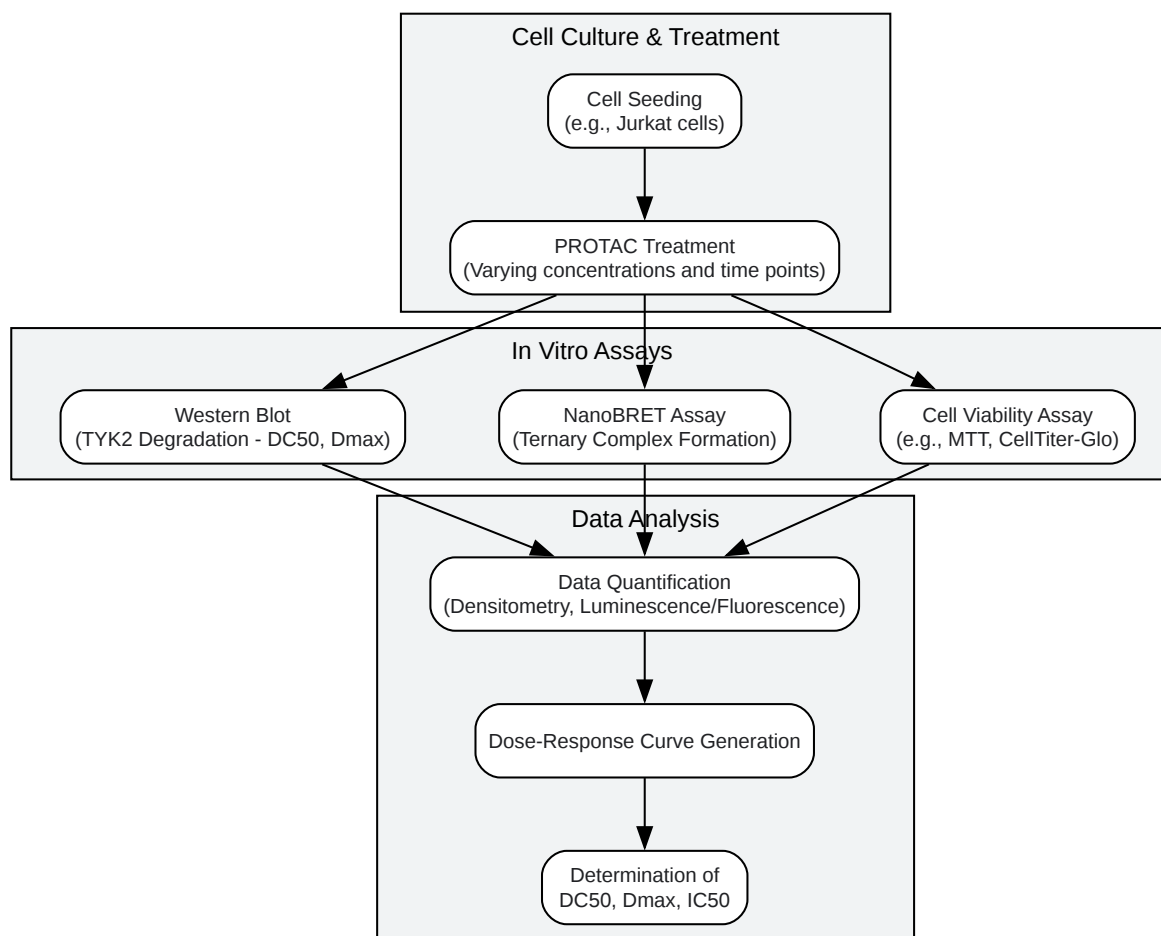 Cell Culture & Treatment
Cell Seeding
(e.g., Jurkat cells)
PROTAC Treatment
(Varying concentrations and time points)
In Vitro Assays
Western Blot
(TYK2 Degradation - DC50, Dmax)
NanoBRET Assay
(Ternary Complex Formation)
Cell Viability Assay
(e.g., MTT, CellTiter-Glo)
Data Analysis
Data Quantification
(Densitometry, Luminescence/Fluorescence)
Dose-Response Curve Generation
Determination of
DC50, Dmax, IC50